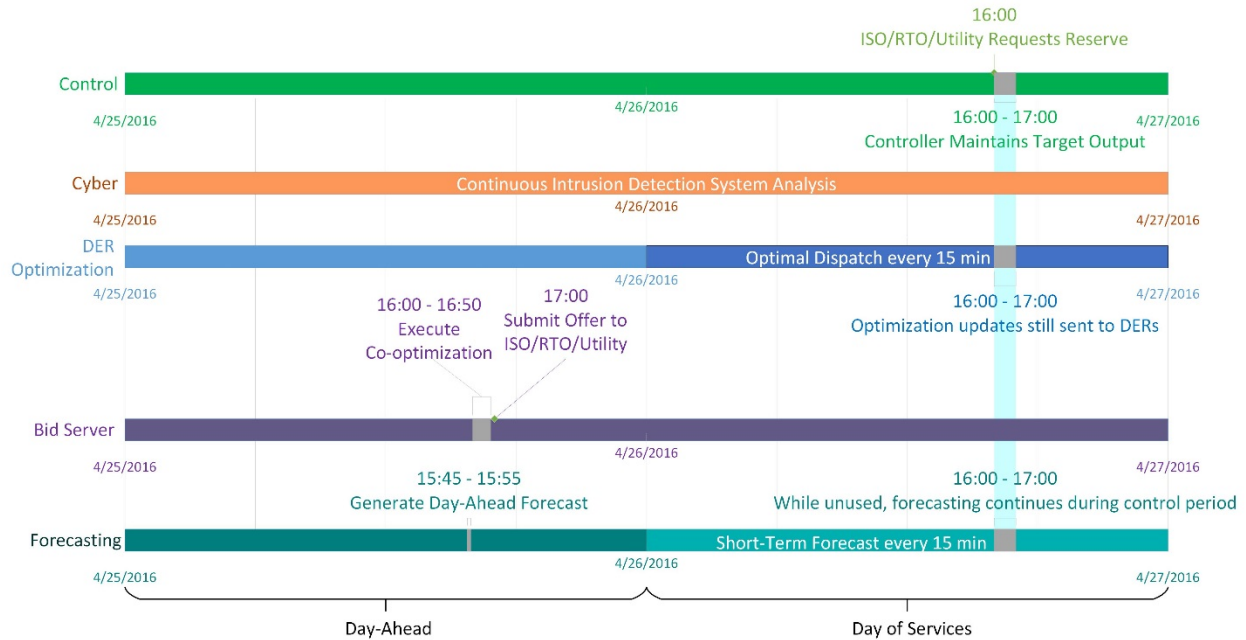 16:00
ISO/RTO/Utility Requests Reserve
Control
4/25/2016
4/26/2016
4/27/2016
16:00 - 17:00
Controller Maintains Target Output
Cyber
Continuous Intrusion Detection System Analysis
4/25/2016
4/26/2016
4/27/2016
DER
Optimization
Optimal Dispatch every 15 min
4/25/2016
4/26/2016
4/27/2016
16:00 - 16:50
Execute
Co-optimization
17:00
Submit Offer to
ISO/RTO/Utility
16:00 - 17:00
Optimization updates still sent to DERs
Bid Server
4/25/2016
4/26/2016
4/27/2016
15:45 - 15:55
Generate Day-Ahead Forecast
16:00 - 17:00
While unused, forecasting continues during control period
Forecasting
Short-Term Forecast every 15 min
4/25/2016
4/26/2016
4/27/2016
Day-Ahead
Day of Services